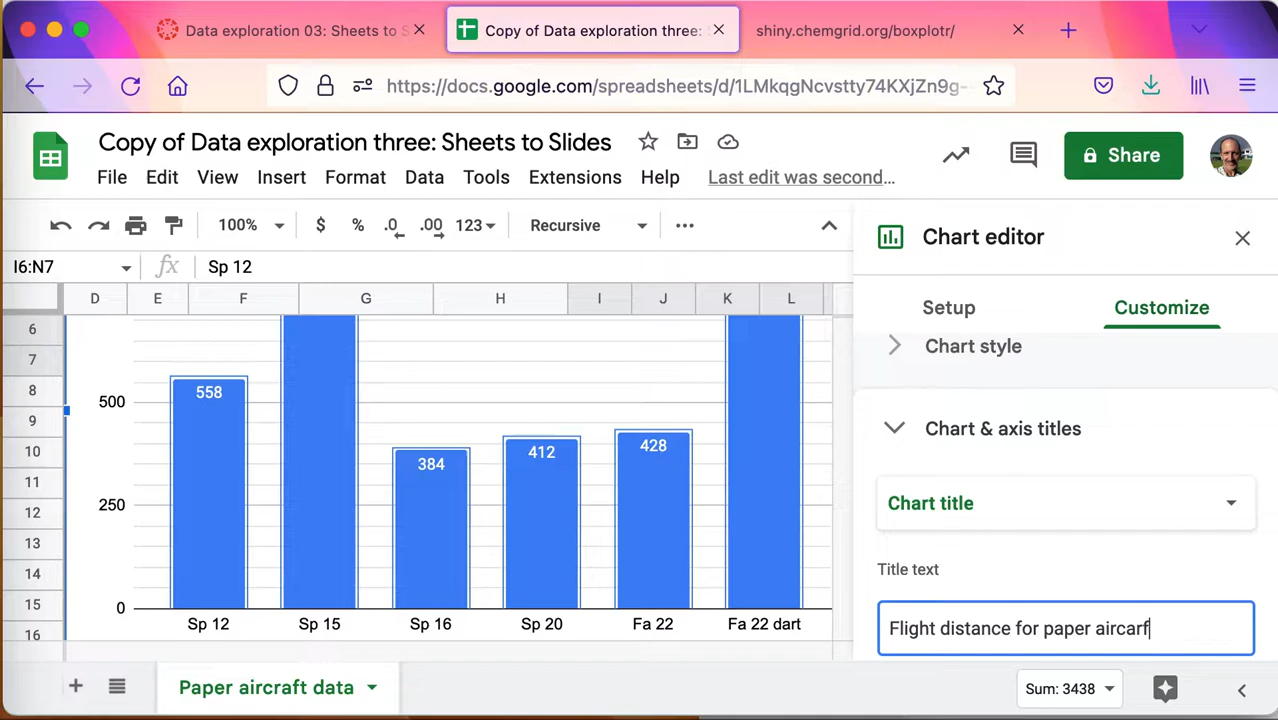 Data exploration 03: Sheets to S
Copy of Data exploration three:
shiny.chemgrid.org/boxplotr/
https://docs.google.com/spreadsheets/d/1LMkqgNcvstty74KXjZn9g-
Copy of Data exploration three: Sheets to Slides
Share
File Edit View Insert Format Data Tools Extensions Help Last edit was second...
100% $ % .0 .00 123 Recursive
I6:N7 fx Sp 12
Chart editor
D E F G H I J K L
Setup Customize
6
7
8
9
10
11
12
13
14
15
16
500
250
0
558
384
412
428
Sp 12 Sp 15 Sp 16 Sp 20 Fa 22 Fa 22 dart
Chart style
Chart & axis titles
Chart title
Title text
Flight distance for paper aircarf
Paper aircraft data
Sum: 3438